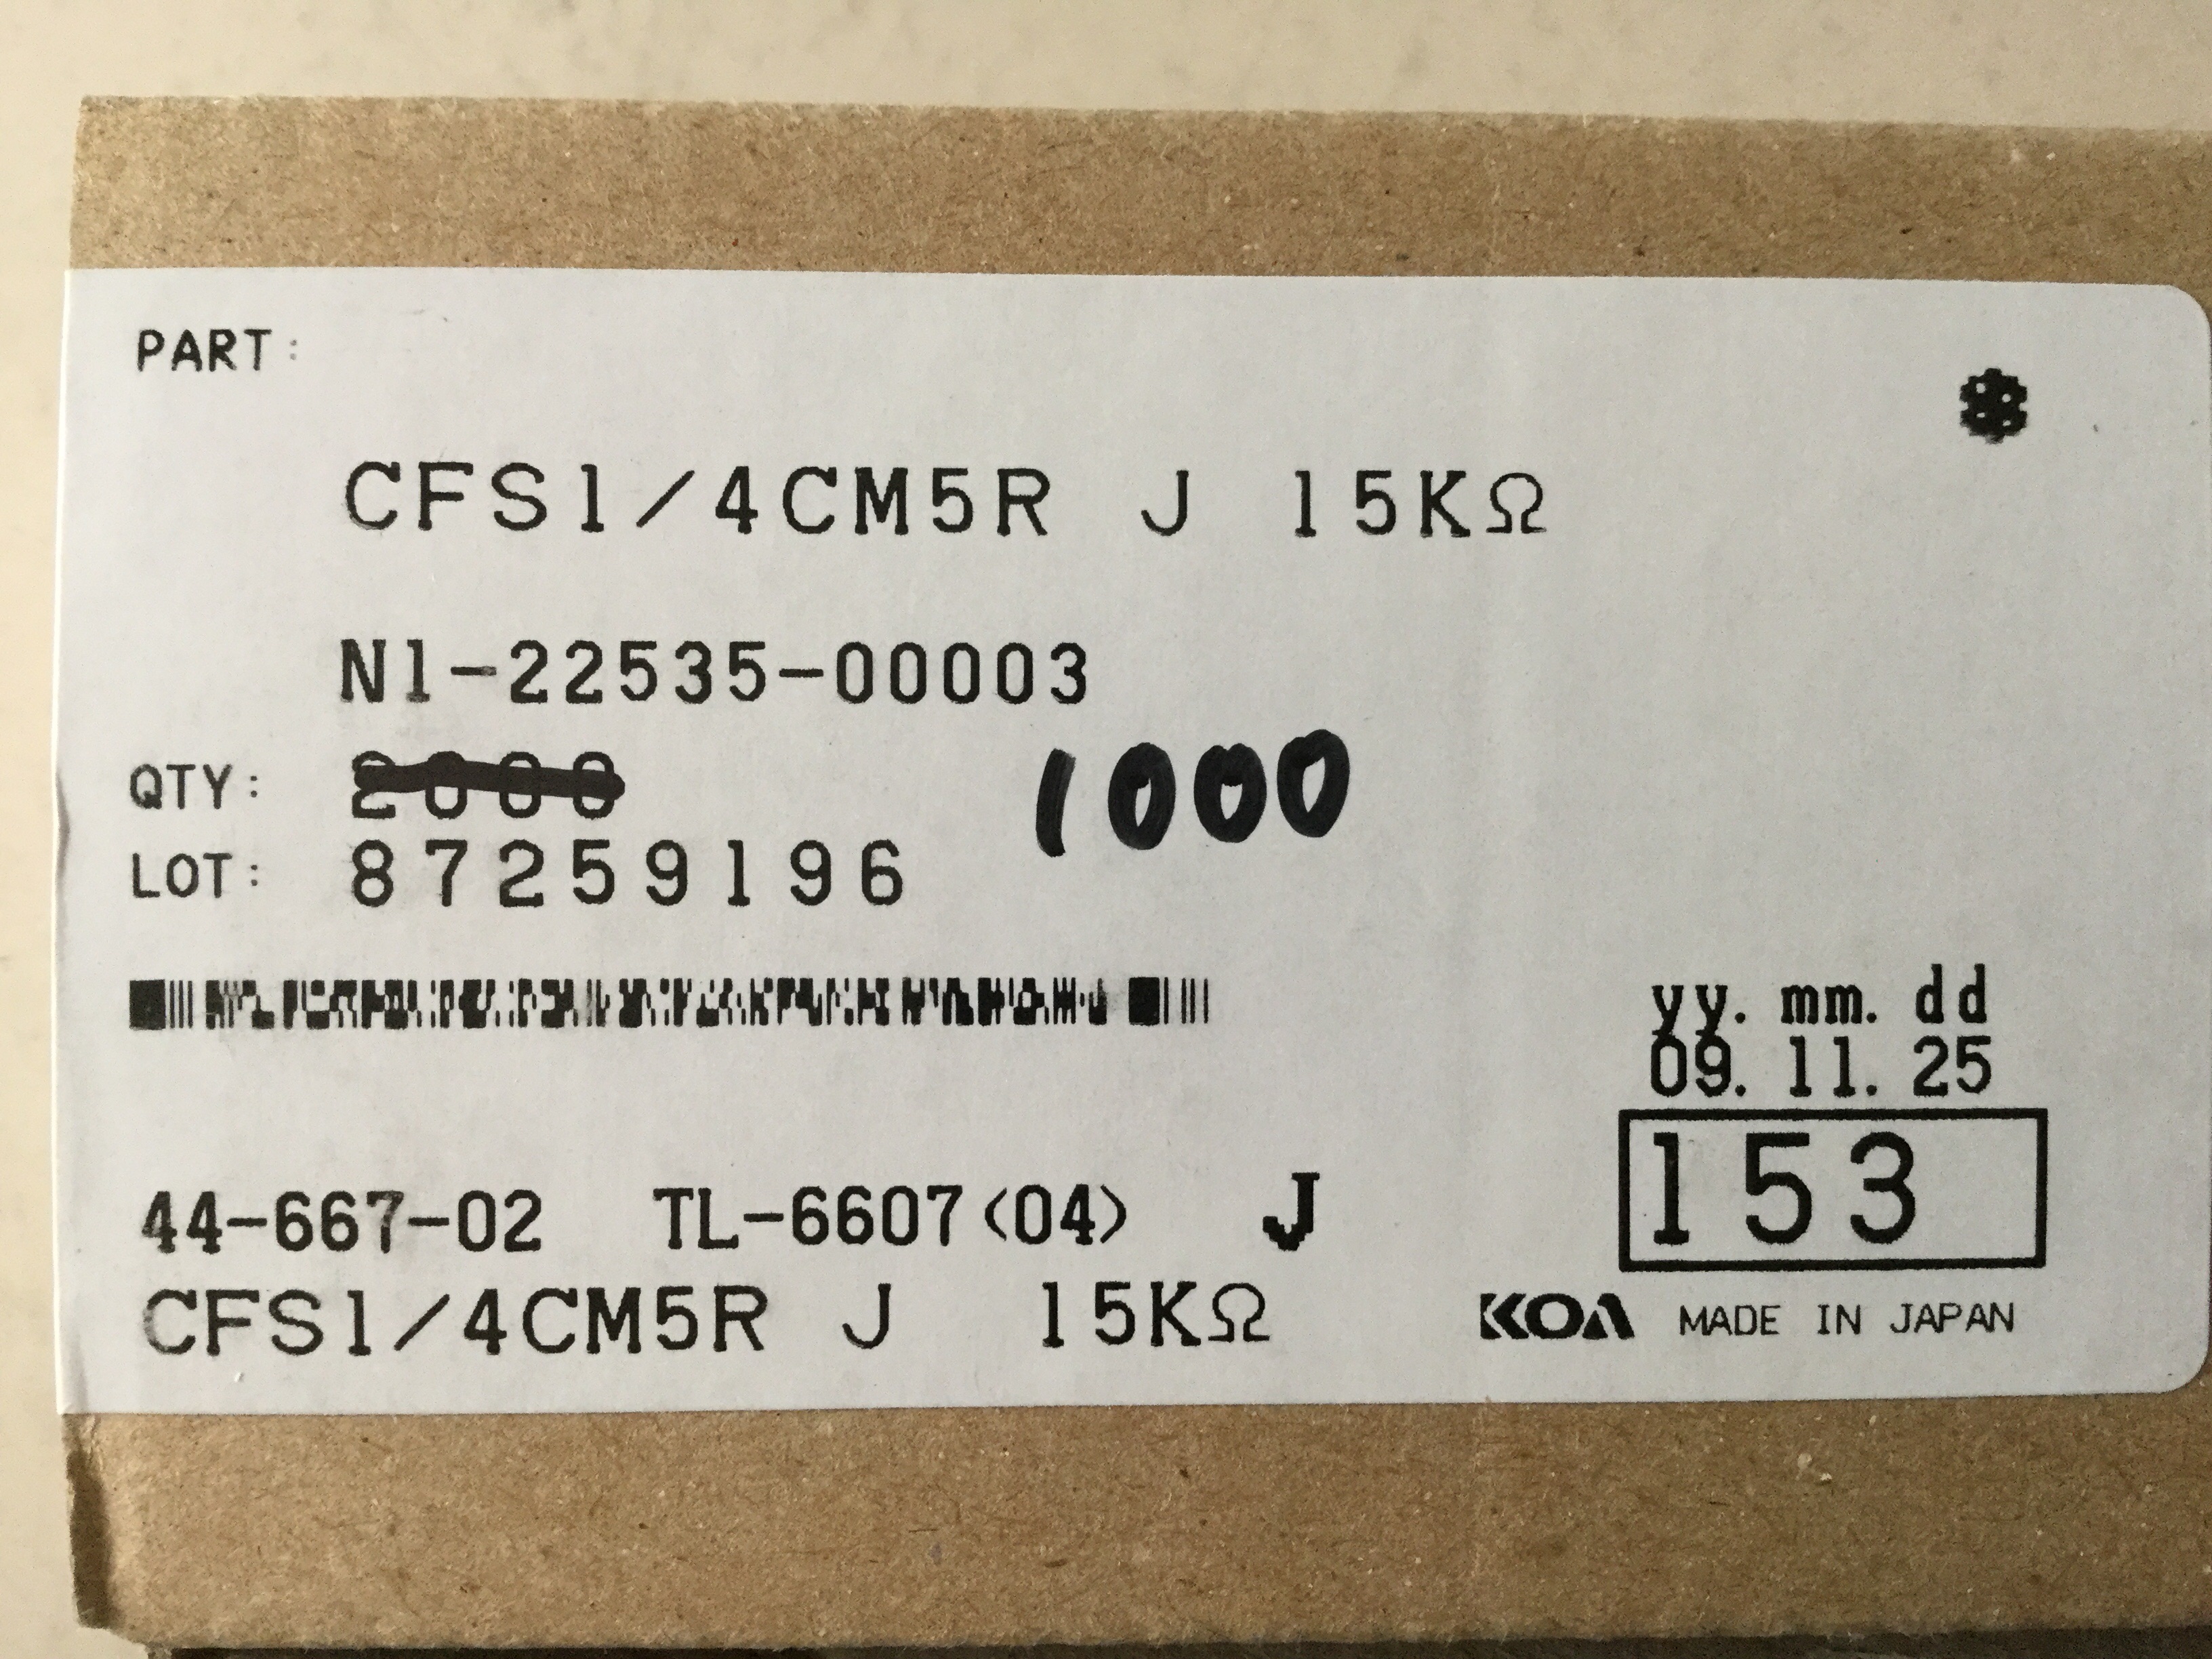 PART:
CFS1/4CM5R J 15KΩ
N1-22535-00003
QTY: 2000 1000
LOT: 87259196
yy. mm. dd
09. 11. 25
153
44-667-02 TL-6607<04> J
CFS1/4CM5R J 15KΩ
KOA MADE IN JAPAN